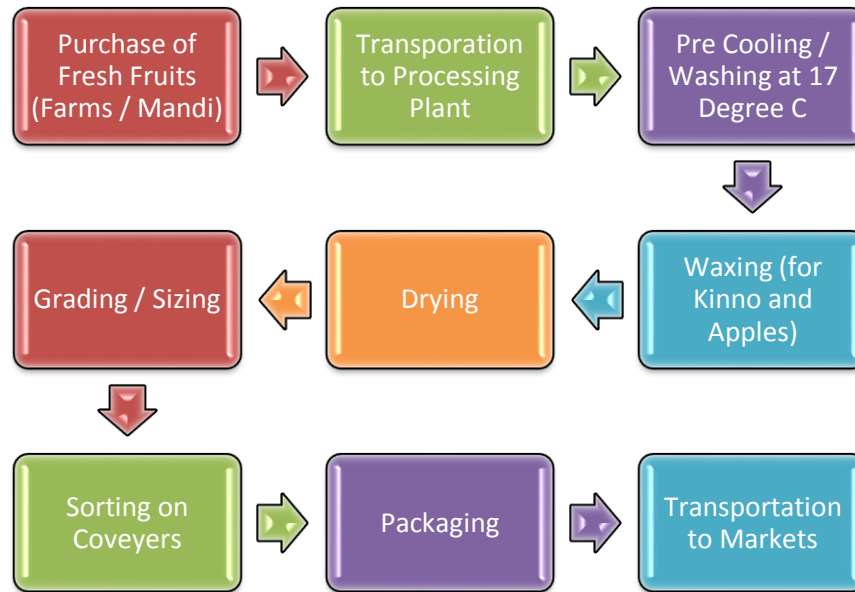 Purchase of
Fresh Fruits
(Farms / Mandi)
Transporation
to Processing
Plant
Pre Cooling /
Washing at 17
Degree C
Waxing (for
Kinno and
Apples)
Drying
Grading / Sizing
Sorting on
Coveyers
Packaging
Transportation
to Markets